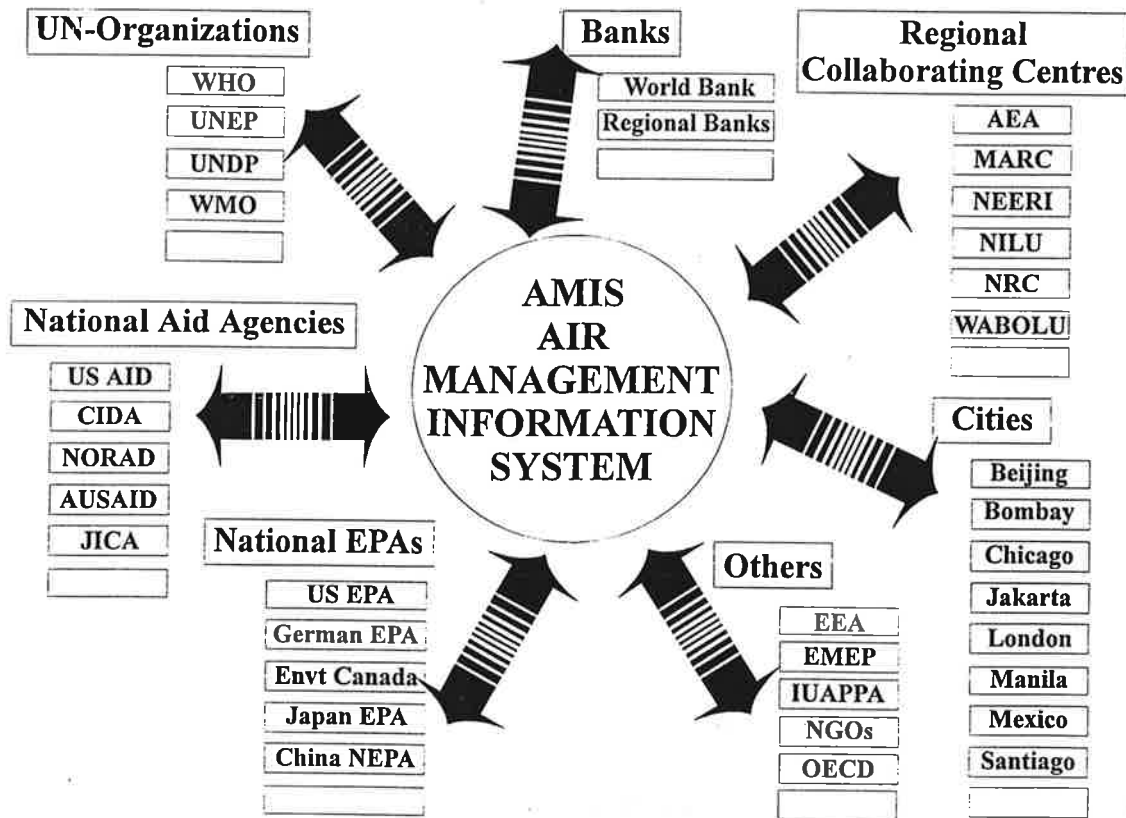 UN-Organizations
WHO
UNEP
UNDP
WMO
Banks
World Bank
Regional Banks
Regional
Collaborating Centres
AEA
MARC
NEERI
NILU
NRC
WABOLU
AMIS
AIR
MANAGEMENT
INFORMATION
SYSTEM
National Aid Agencies
US AID
CIDA
NORAD
AUSAID
JICA
Cities
Beijing
Bombay
Chicago
Jakarta
London
Manila
Mexico
Santiago
National EPAs
US EPA
German EPA
Envt Canada
Japan EPA
China NEPA
Others
EEA
EMEP
IUAPPA
NGOs
OECD